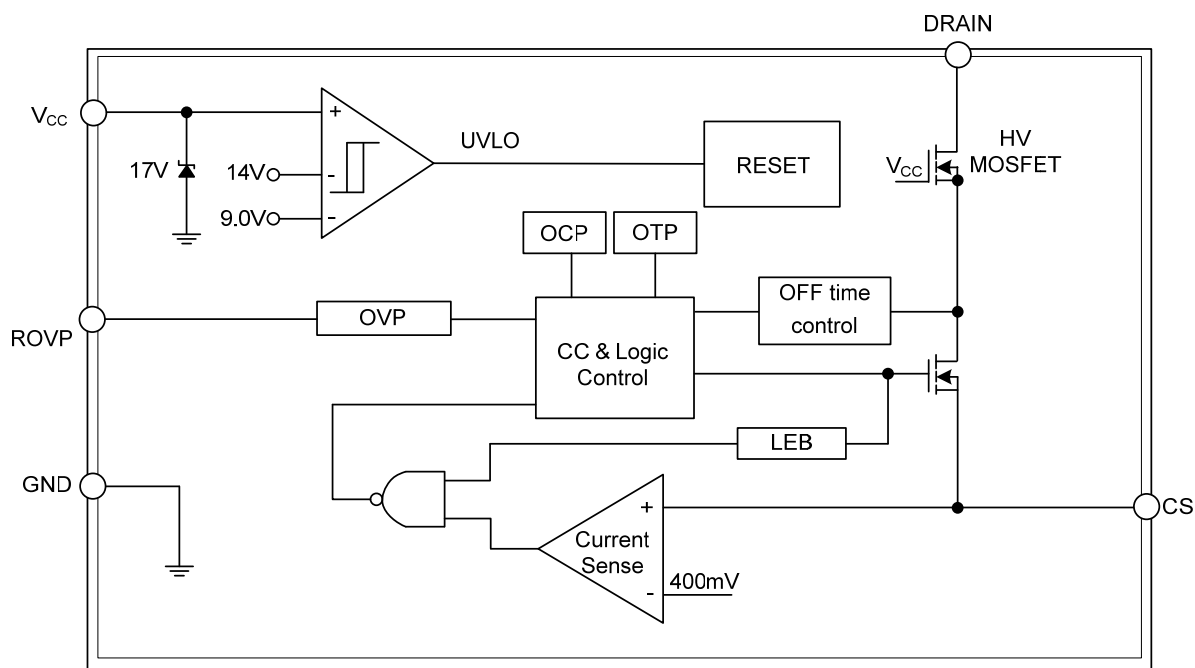 DRAIN
VCC
17V
14V
9.0V
+
-
-
UVLO
RESET
VCC
HV
MOSFET
OCP
OTP
ROVP
OVP
CC & Logic
Control
OFF time
control
LEB
GND
+
Current
Sense
-
400mV
CS